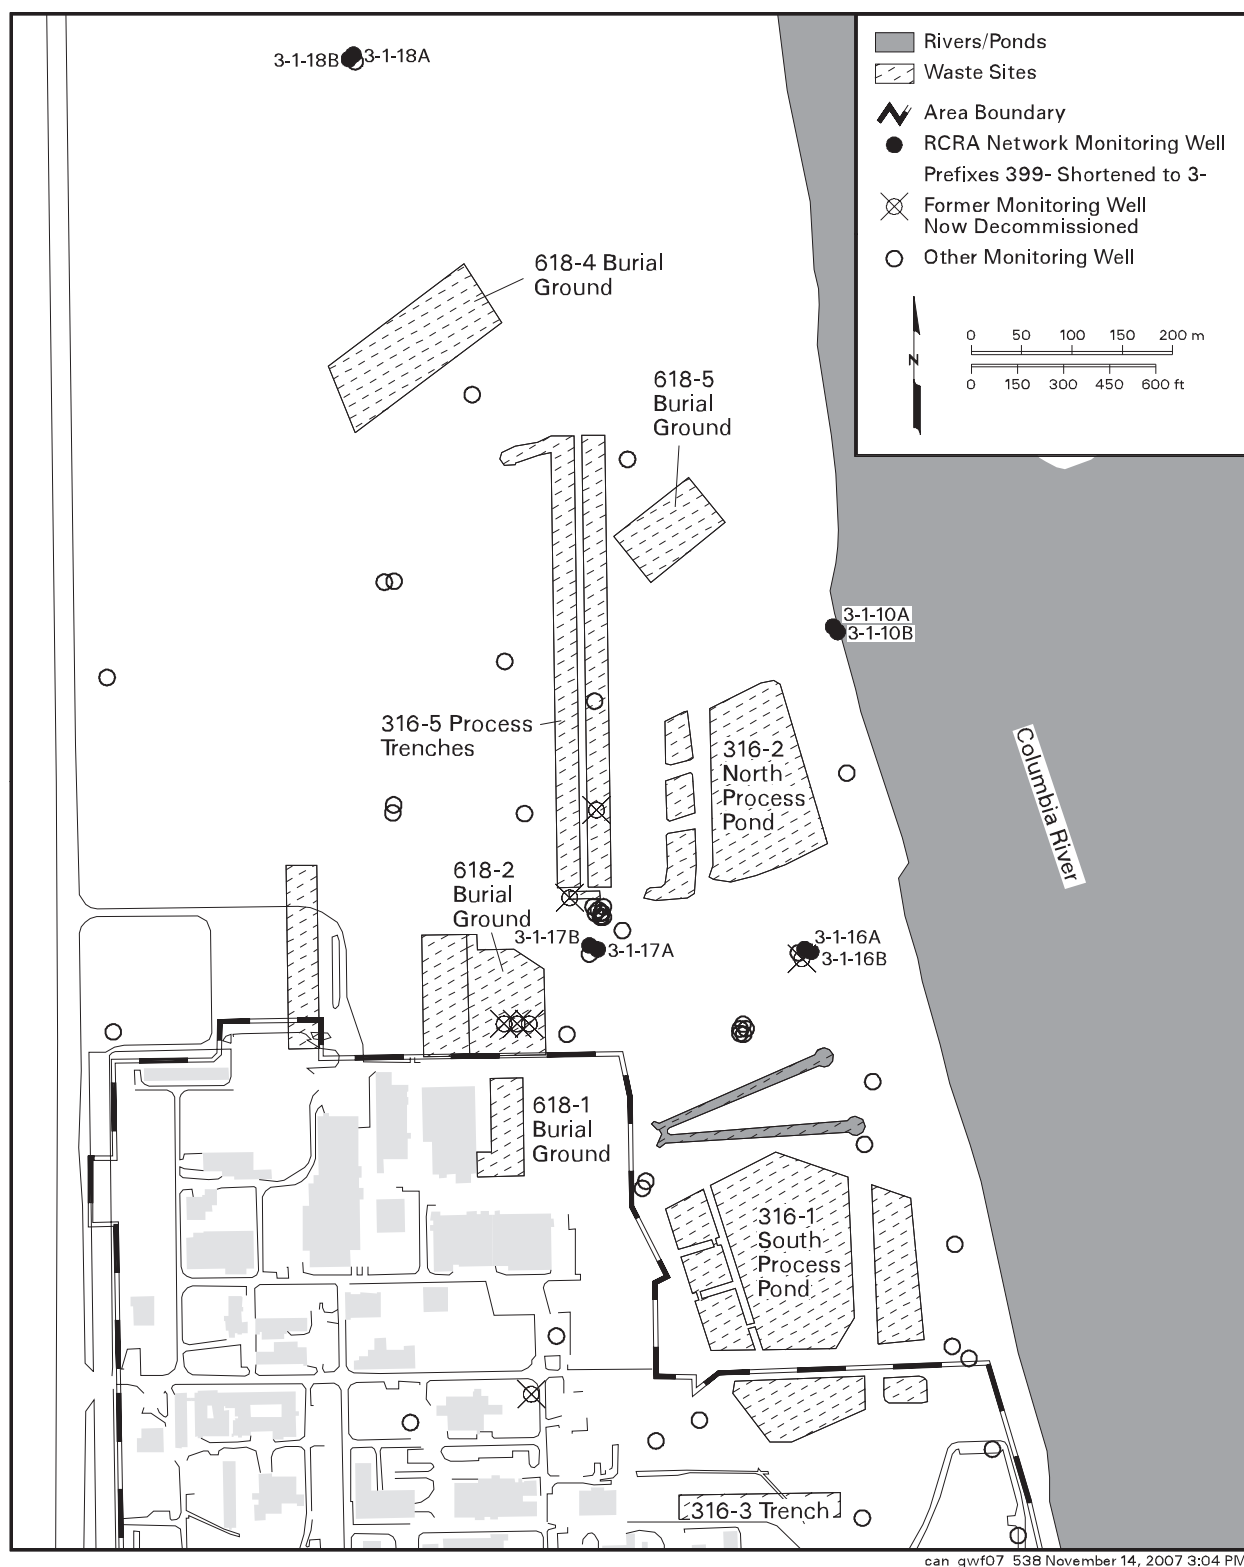 3-1-18B
3-1-18A
Rivers/Ponds
Waste Sites
Area Boundary
RCRA Network Monitoring Well
Prefixes 399- Shortened to 3-
Former Monitoring Well
Now Decommissioned
Other Monitoring Well
N
0 50 100 150 200 m
0 150 300 450 600 ft
618-4 Burial
Ground
618-5
Burial
Ground
3-1-10A
3-1-10B
316-5 Process
Trenches
316-2
North
Process
Pond
Columbia River
618-2
Burial
Ground
3-1-17B
3-1-17A
3-1-16A
3-1-16B
618-1
Burial
Ground
316-1
South
Process
Pond
316-3 Trench
can_gwf07_538 November 14, 2007 3:04 PM